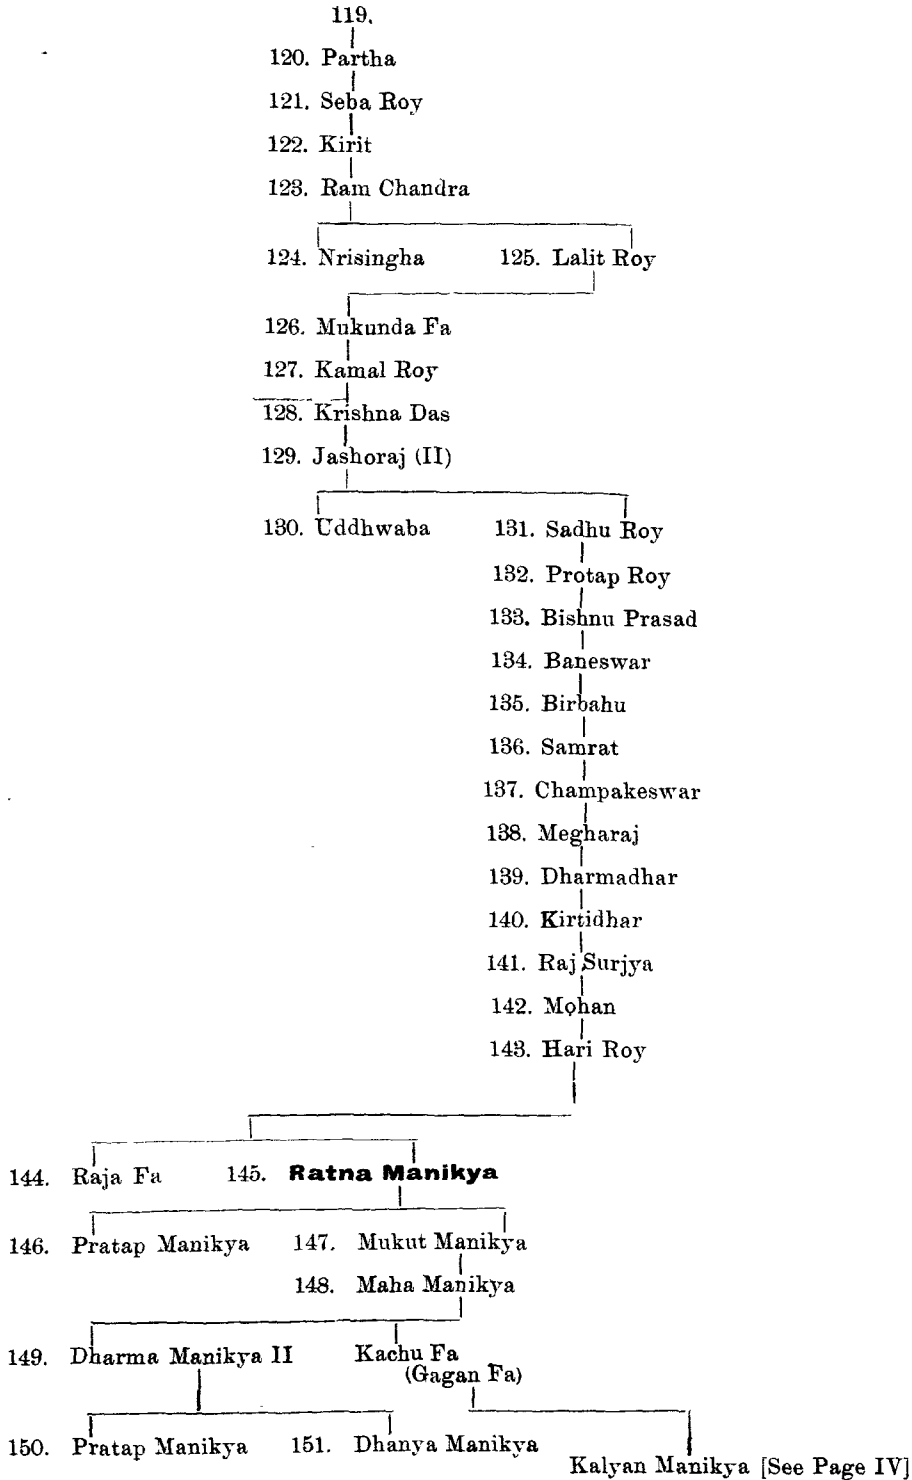 119.
120. Partha
121. Seba Roy
122. Kirit
123. Ram Chandra
124. Nrisingha 125. Lalit Roy
126. Mukunda Fa
127. Kamal Roy
128. Krishna Das
129. Jashoraj (II)
130. Uddhwaba 131. Sadhu Roy
132. Protap Roy
133. Bishnu Prasad
134. Baneswar
135. Birbahu
136. Samrat
137. Champakeswar
138. Megharaj
139. Dharmadhar
140. Kirtidhar
141. Raj Surjya
142. Mohan
143. Hari Roy
144. Raja Fa 145. Ratna Manikya
146. Pratap Manikya 147. Mukut Manikya
148. Maha Manikya
149. Dharma Manikya II Kachu Fa
(Gagan Fa)
150. Pratap Manikya 151. Dhanya Manikya
Kalyan Manikya [See Page IV]